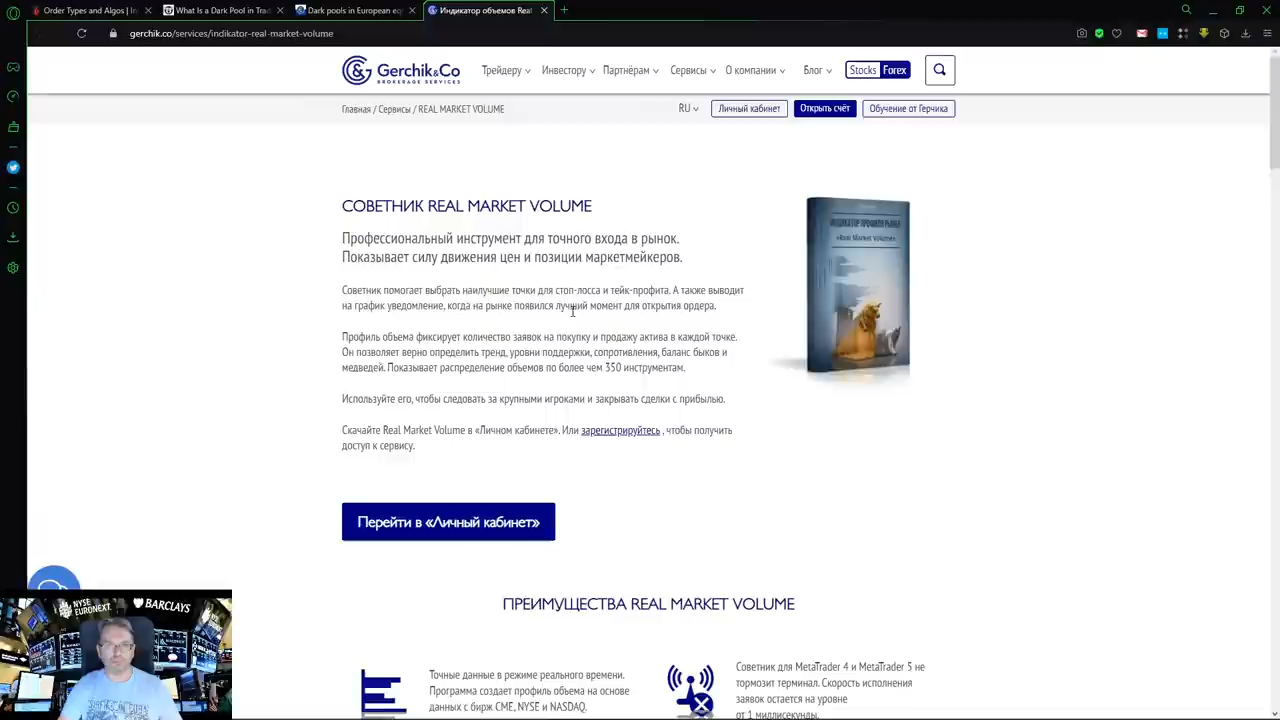 Order Types and Algos | In
What Is a Dark Pool in Trad
Dark pools in European eq
Индикатор объемов Real
gerchik.co/services/indikator-real-market-volume
Gerchik&Co
BROKERAGE SERVICES
Трейдеру
Инвестору
Партнёрам
Сервисы
О компании
Блог
Stocks Forex
Главная / Сервисы / REAL MARKET VOLUME
RU
Личный кабинет
Открыть счёт
Обучение от Герчика
СОВЕТНИК REAL MARKET VOLUME
Профессиональный инструмент для точного входа в рынок.
Показывает силу движения цен и позиции маркетмейкеров.
Советник помогает выбрать наилучшие точки для стоп-лосса и тейк-профита. А также выводит
на график уведомление, когда на рынке появился лучший момент для открытия ордера.
Профиль объема фиксирует количество заявок на покупку и продажу актива в каждой точке.
Он позволяет верно определить тренд, уровни поддержки, сопротивления, баланс быков и
медведей. Показывает распределение объемов по более чем 350 инструментам.
Используйте его, чтобы следовать за крупными игроками и закрывать сделки с прибылью.
Скачайте Real Market Volume в «Личном кабинете». Или зарегистрируйтесь , чтобы получить
доступ к сервису.
ИНДИКАТОР ПРОФИЛЯ РЫНКА
«Real Market Volume»
Перейти в «Личный кабинет»
ПРЕИМУЩЕСТВА REAL MARKET VOLUME
Точные данные в режиме реального времени.
Программа создает профиль объема на основе
данных с бирж CME, NYSE и NASDAQ.
Советник для MetaTrader 4 и MetaTrader 5 не
тормозит терминал. Скорость исполнения
заявок остается на уровне
от 1 миллисекунды.
NYSE
EURONEXT
BARCLAYS